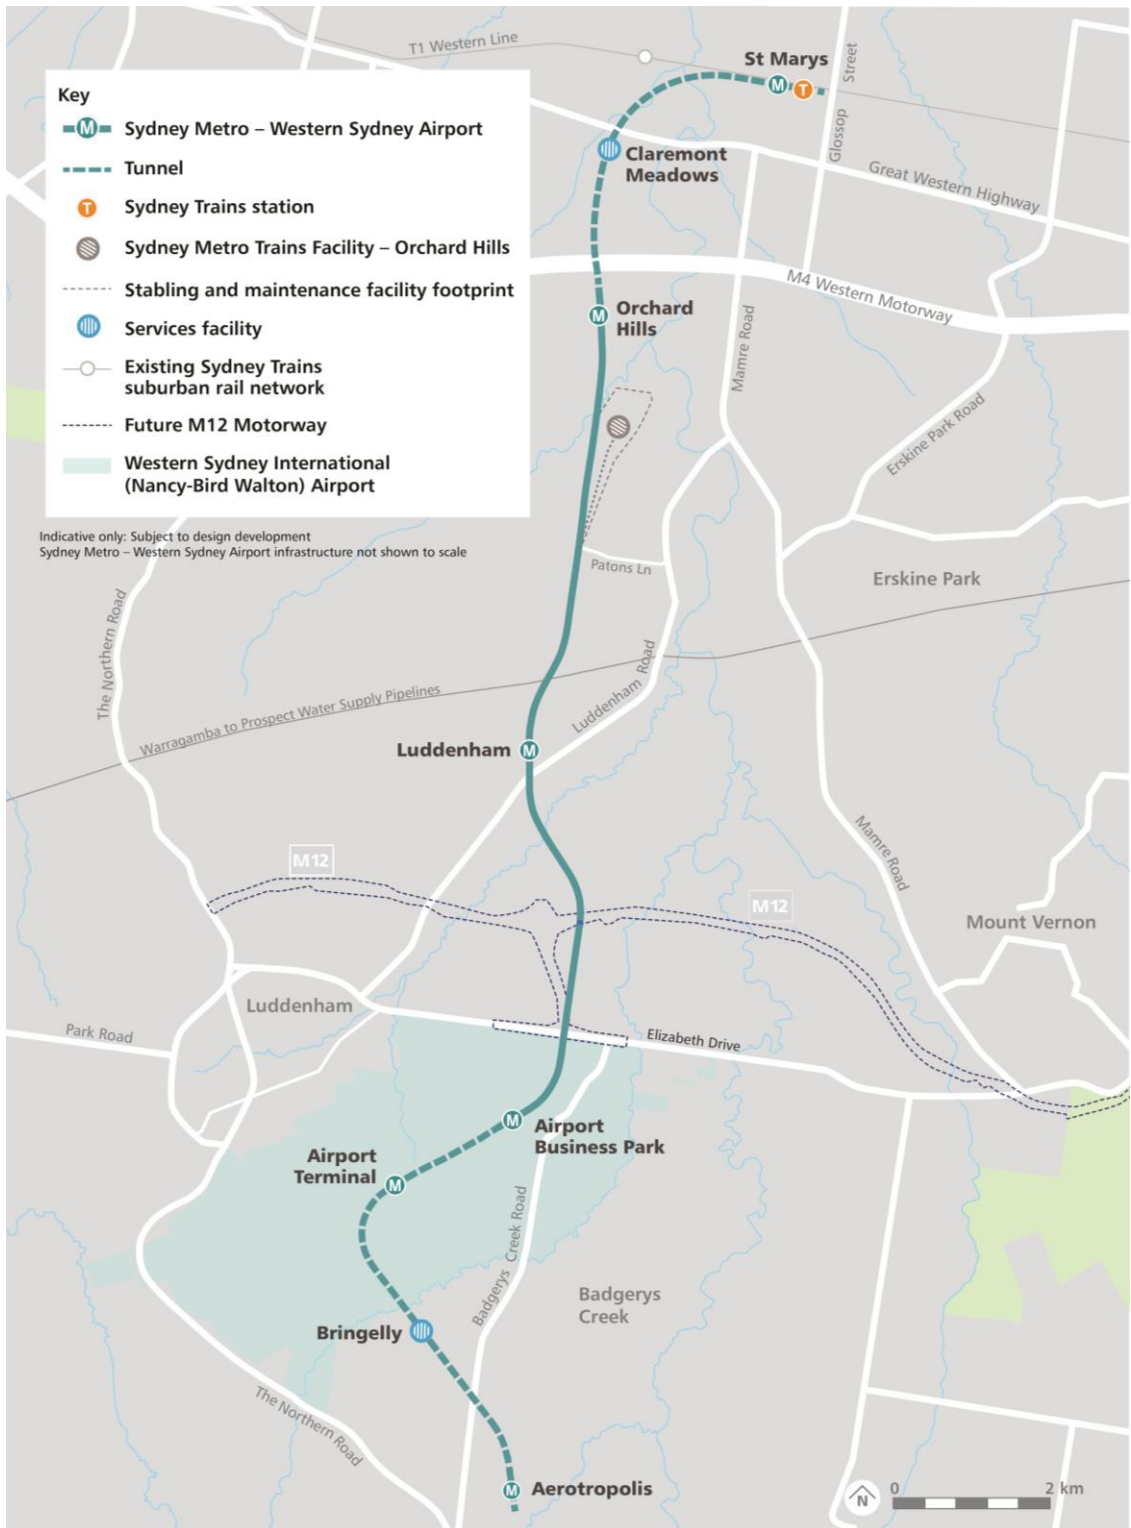 T1 Western Line
St Marys
M
T
Glossop Street
Key
M
Sydney Metro – Western Sydney Airport
Tunnel
T
Sydney Trains station
Sydney Metro Trains Facility – Orchard Hills
Stabling and maintenance facility footprint
Services facility
Existing Sydney Trains
suburban rail network
Future M12 Motorway
Western Sydney International
(Nancy-Bird Walton) Airport
Indicative only: Subject to design development
Sydney Metro – Western Sydney Airport infrastructure not shown to scale
Claremont
Meadows
Great Western Highway
M4 Western Motorway
M
Orchard
Hills
Mamre Road
Erskine Park Road
Patons Ln
Erskine Park
The Northern Road
Luddenham Road
Warragamba to Prospect Water Supply Pipelines
Luddenham
M
Mamre Road
M12
M12
Mount Vernon
Luddenham
Park Road
Elizabeth Drive
M
Airport
Business Park
Airport
Terminal
M
Badgerys Creek Road
Badgerys
Creek
Bringelly
The Northern Road
M
Aerotropolis
N
0
2 km